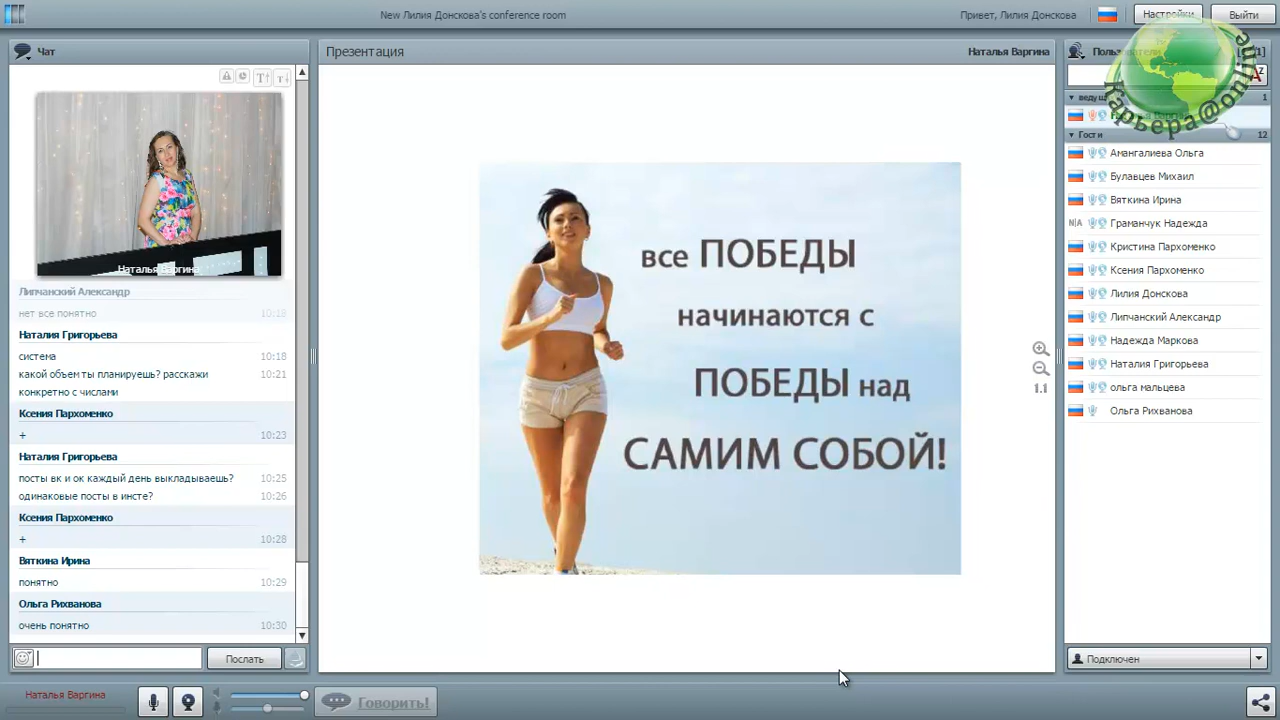 New Лилия Донскова's conference room
Привет, Лилия Донскова
Настройки
Выйти
Чат
Наталья Варгина
Липчанский Александр
нет все понятно 10:18
Наталия Григорьева
система 10:18
какой объем ты планируешь? расскажи 10:21
конкретно с числами
Ксения Пархоменко
+ 10:23
Наталия Григорьева
посты вк и ок каждый день выкладываешь? 10:25
одинаковые посты в инсте? 10:26
Ксения Пархоменко
+ 10:28
Вяткина Ирина
понятно 10:29
Ольга Рихванова
очень понятно 10:30
Послать
Презентация
Наталья Варгина
все ПОБЕДЫ
начинаются с
ПОБЕДЫ над
САМИМ СОБОЙ!
1.1
Карьера@online
1
Гости 12
Амангалиева Ольга
Булавцев Михаил
Вяткина Ирина
N|A Граманчук Надежда
Кристина Пархоменко
Ксения Пархоменко
Лилия Донскова
Липчанский Александр
Надежда Маркова
Наталия Григорьева
ольга мальцева
Ольга Рихванова
Подключен
Наталья Варгина
Говорить!